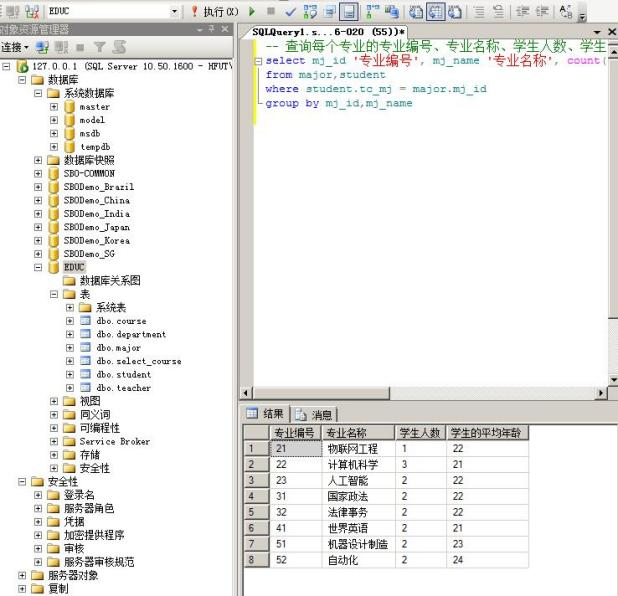 EDUC
执行(X)
对象资源管理器
连接
127.0.0.1 (SQL Server 10.50.1600 - HFUT\
数据库
系统数据库
master
model
msdb
tempdb
数据库快照
SBO-COMMON
SBODemo_Brazil
SBODemo_China
SBODemo_India
SBODemo_Japan
SBODemo_Korea
SBODemo_SG
EDUC
数据库关系图
表
系统表
dbo.course
dbo.department
dbo.major
dbo.select_course
dbo.student
dbo.teacher
视图
同义词
可编程性
Service Broker
存储
安全性
安全性
登录名
服务器角色
凭据
加密提供程序
审核
服务器审核规范
服务器对象
复制
SQLQuery1.s...6-020 (55))*
-- 查询每个专业的专业编号、专业名称、学生人数、学生
select mj_id '专业编号', mj_name '专业名称', count(
from major,student
where student.tc_mj = major.mj_id
group by mj_id,mj_name
结果 消息
专业编号 专业名称 学生人数 学生的平均年龄
1 21 物联网工程 1 22
2 22 计算机科学 3 21
3 23 人工智能 2 22
4 31 国家政法 2 22
5 32 法律事务 2 22
6 41 世界英语 2 21
7 51 机器设计制造 2 23
8 52 自动化 2 24